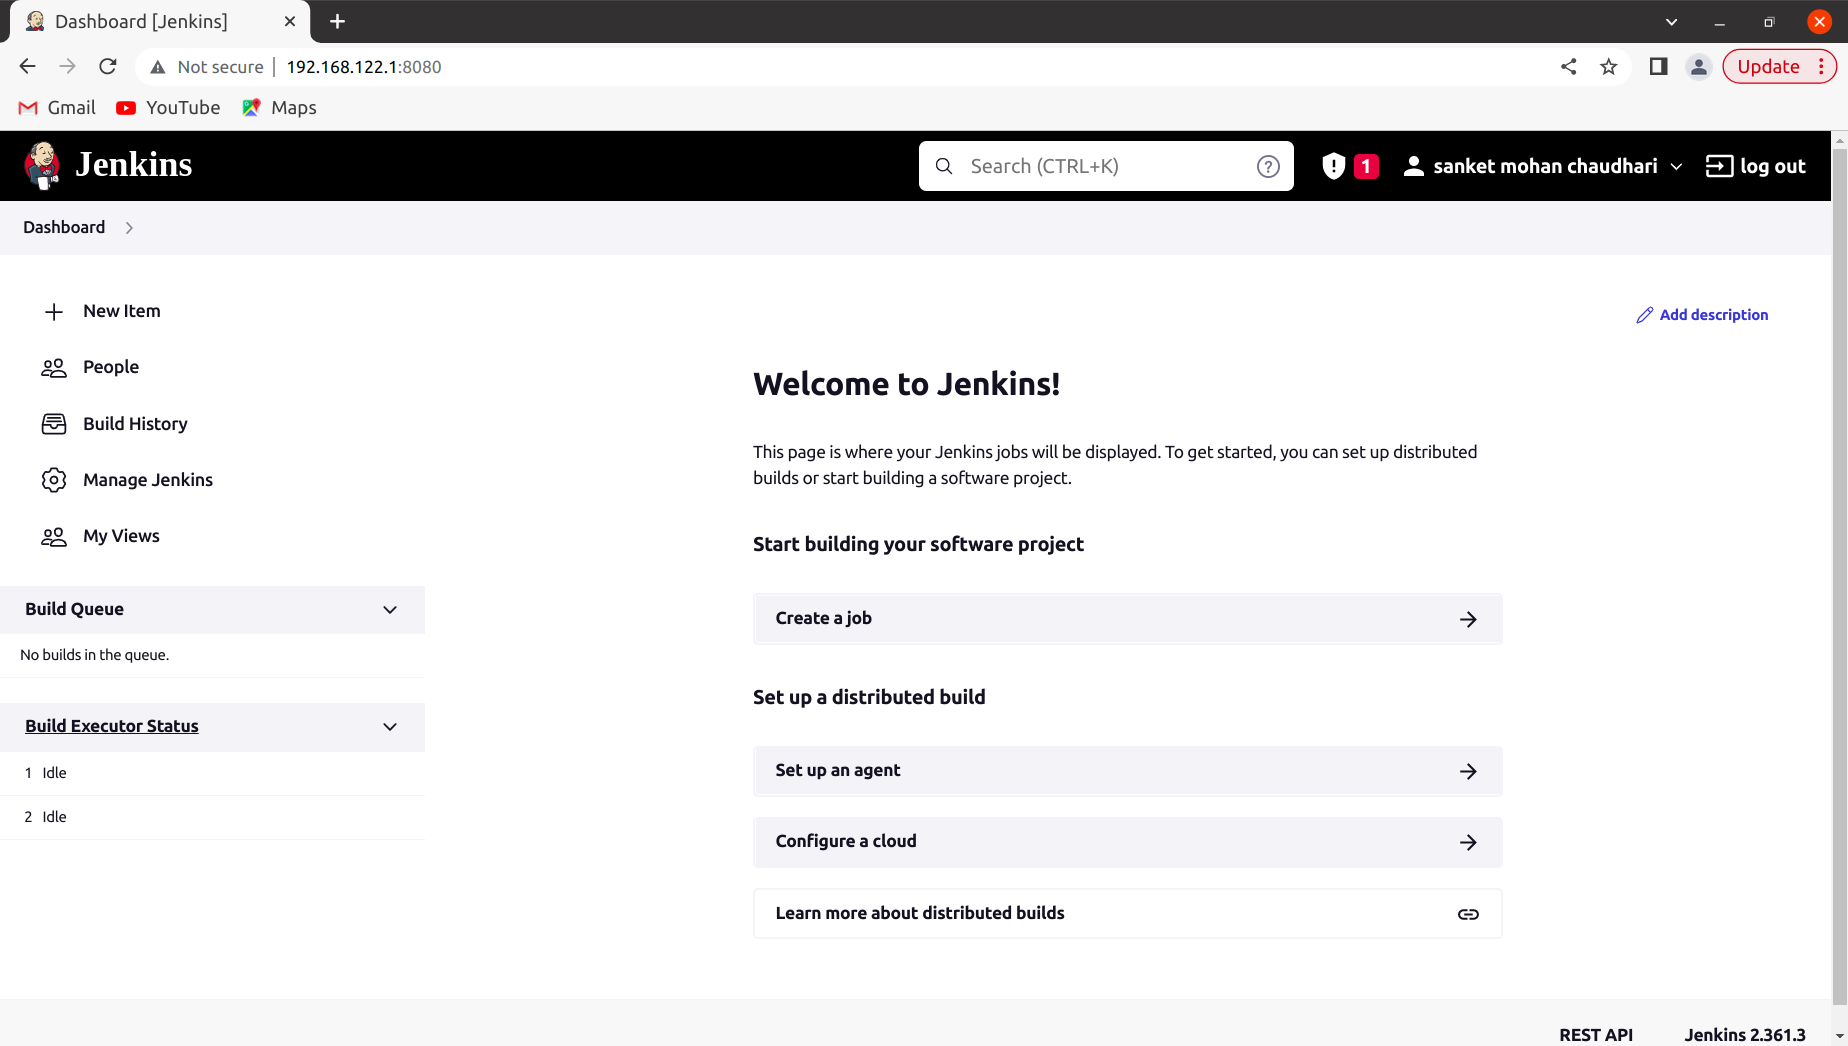 Dashboard [Jenkins]
Not secure 192.168.122.1:8080
Update
Gmail YouTube Maps
Jenkins
Search (CTRL+K)
1
sanket mohan chaudhari
log out
Dashboard
New Item
People
Build History
Manage Jenkins
My Views
Build Queue
No builds in the queue.
Build Executor Status
1 Idle
2 Idle
Add description
Welcome to Jenkins!
This page is where your Jenkins jobs will be displayed. To get started, you can set up distributed
builds or start building a software project.
Start building your software project
Create a job
Set up a distributed build
Set up an agent
Configure a cloud
Learn more about distributed builds
REST API Jenkins 2.361.3